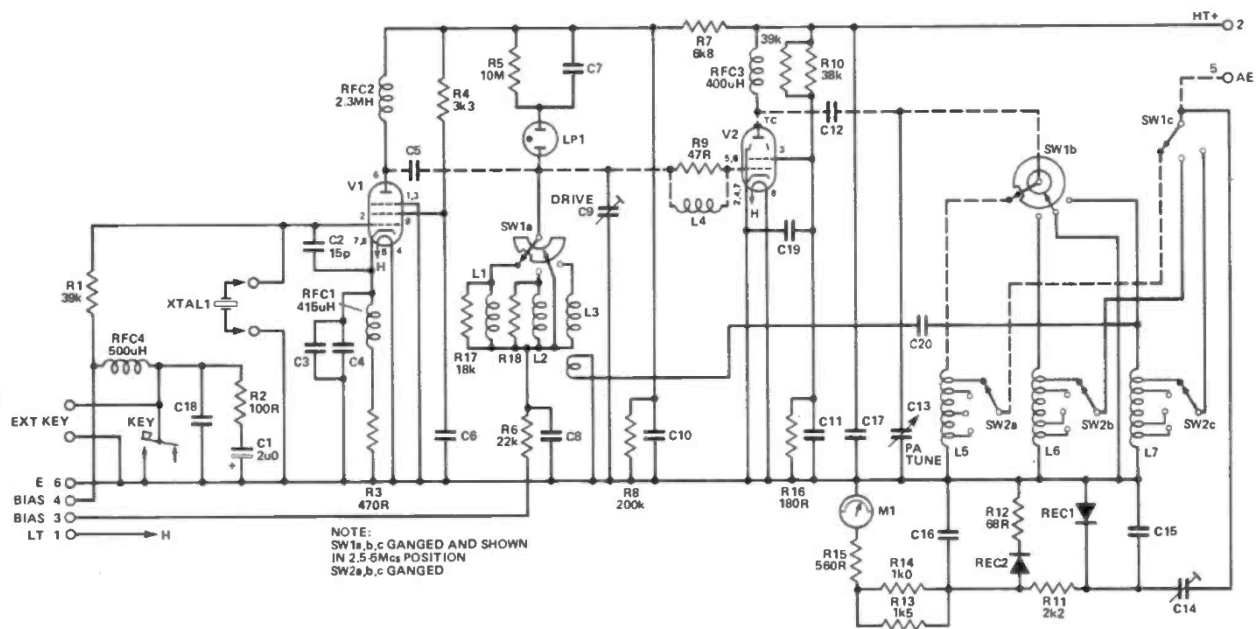 HT+ 2
R7
6k8
39k
R10
38k
RFC3
400uH
5
AE
R5
10M
C7
RFC2
2.3MH
R4
3k3
SW1c
C12
TC
V2
LP1
R9
47R
5,6
3
SW1b
C5
6
V1
1,3
2
8
7,9
5
4
H
2,4,7
H
8
DRIVE
C9
L4
SW1a
C19
C2
15p
R1
39k
XTAL1
RFC1
415uH
L1
L3
C20
RFC4
500uH
C3
C4
R17
18k
R18
L2
R2
100R
C18
EXT KEY
KEY
C1
2u0
+
C6
R6
22k
C8
C10
C11
C17
C13
PA
TUNE
SW2a
SW2b
SW2c
L5
L6
L7
E 6
BIAS 4
BIAS 3
LT 1
H
R3
470R
R8
200k
R16
180R
M1
R12
68R
REC1
C16
C15
R15
560R
R14
1k0
REC2
R13
1k5
R11
2k2
C14
NOTE:
SW1a,b,c GANGED AND SHOWN
IN 2.5-5Mcs POSITION
SW2a,b,c GANGED